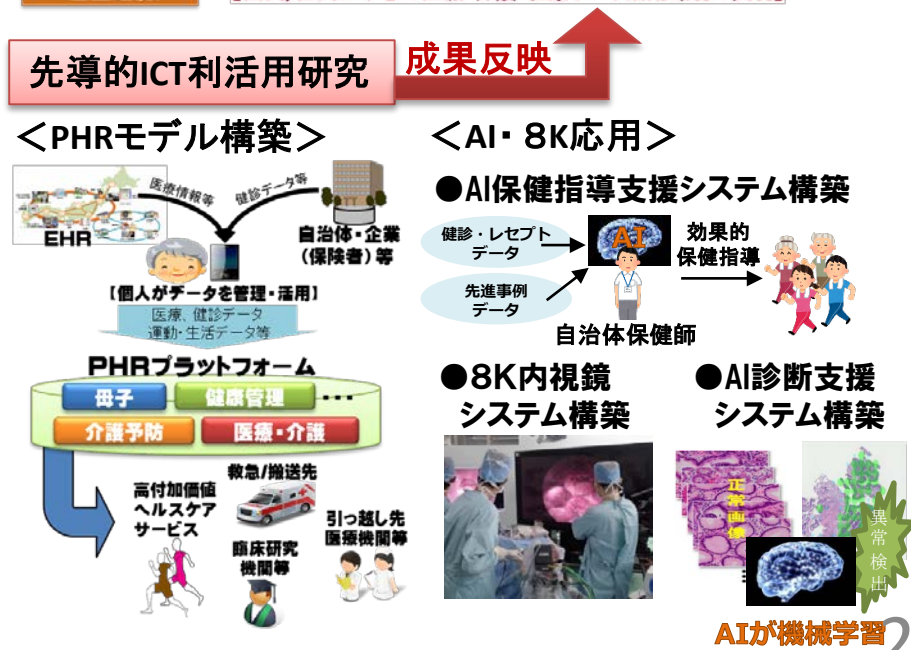 先導的ICT利活用研究
成果反映
＜PHRモデル構築＞
医療情報等
健診データ等
EHR
自治体・企業
（保険者）等
【個人がデータを管理・活用】
医療、健診データ
運動・生活データ等
PHRプラットフォーム
母子
健康管理
・・・
介護予防
医療・介護
高付加価値
ヘルスケア
サービス
救急/搬送先
臨床研究
機関等
引っ越し先
医療機関等
＜AI・８K応用＞
●AI保健指導支援システム構築
健診・レセプト
データ
先進事例
データ
AI
自治体保健師
効果的
保健指導
●８K内視鏡
システム構築
●AI診断支援
システム構築
正常画像
異常検出
AIが機械学習
2